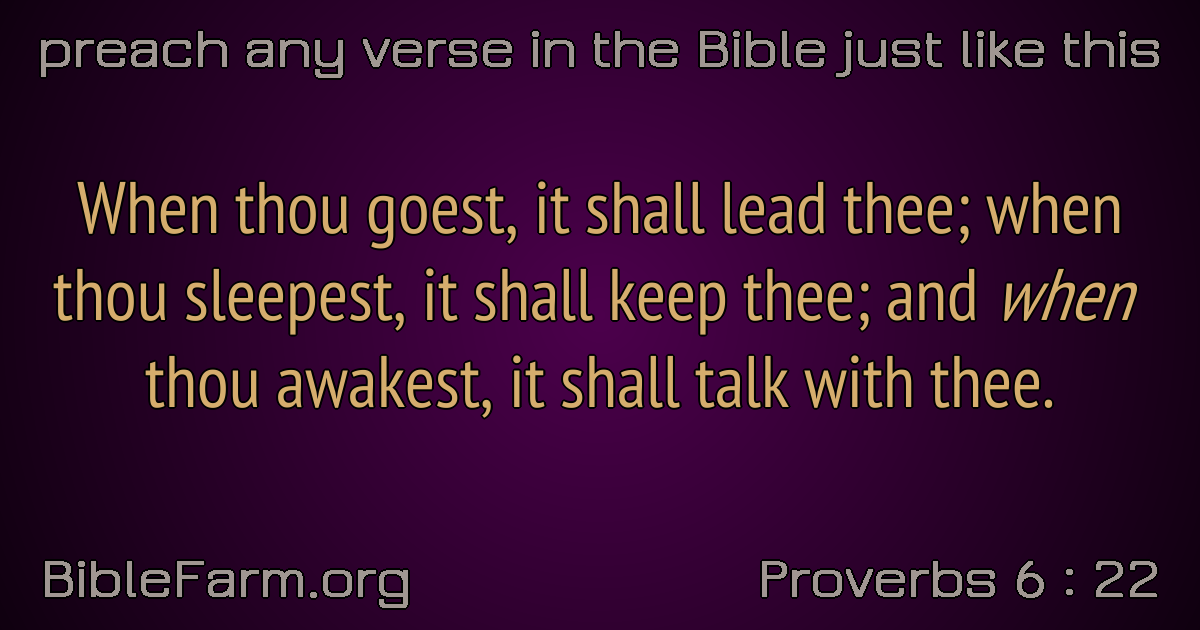 preach any verse in the Bible just like this
When thou goest, it shall lead thee; when
thou sleepest, it shall keep thee; and when
thou awakest, it shall talk with thee.
BibleFarm.org
Proverbs 6 : 22